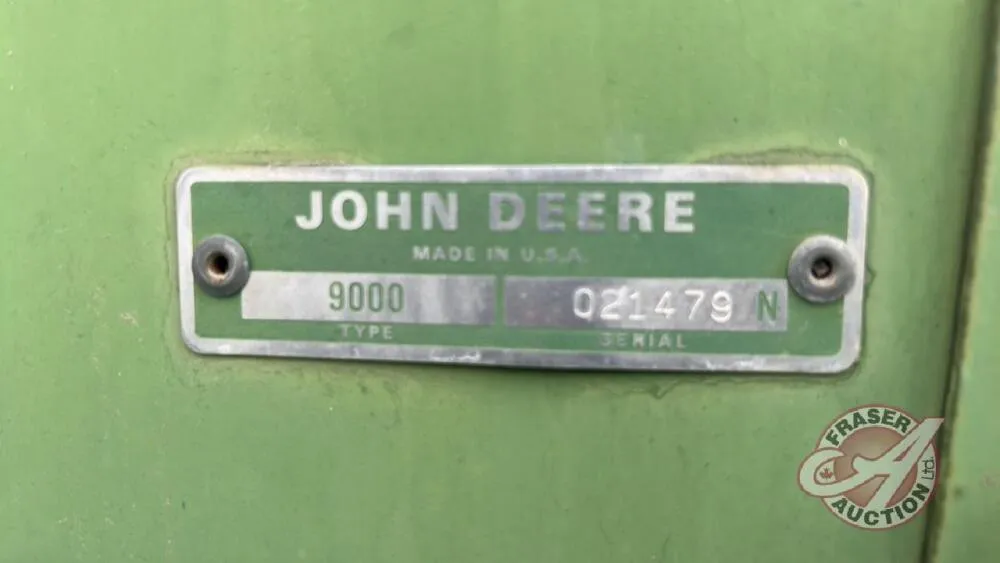 JOHN DEERE
MADE IN U.S.A.
9000 021479 N
TYPE SERIAL
FRASER
AUCTION Ltd.